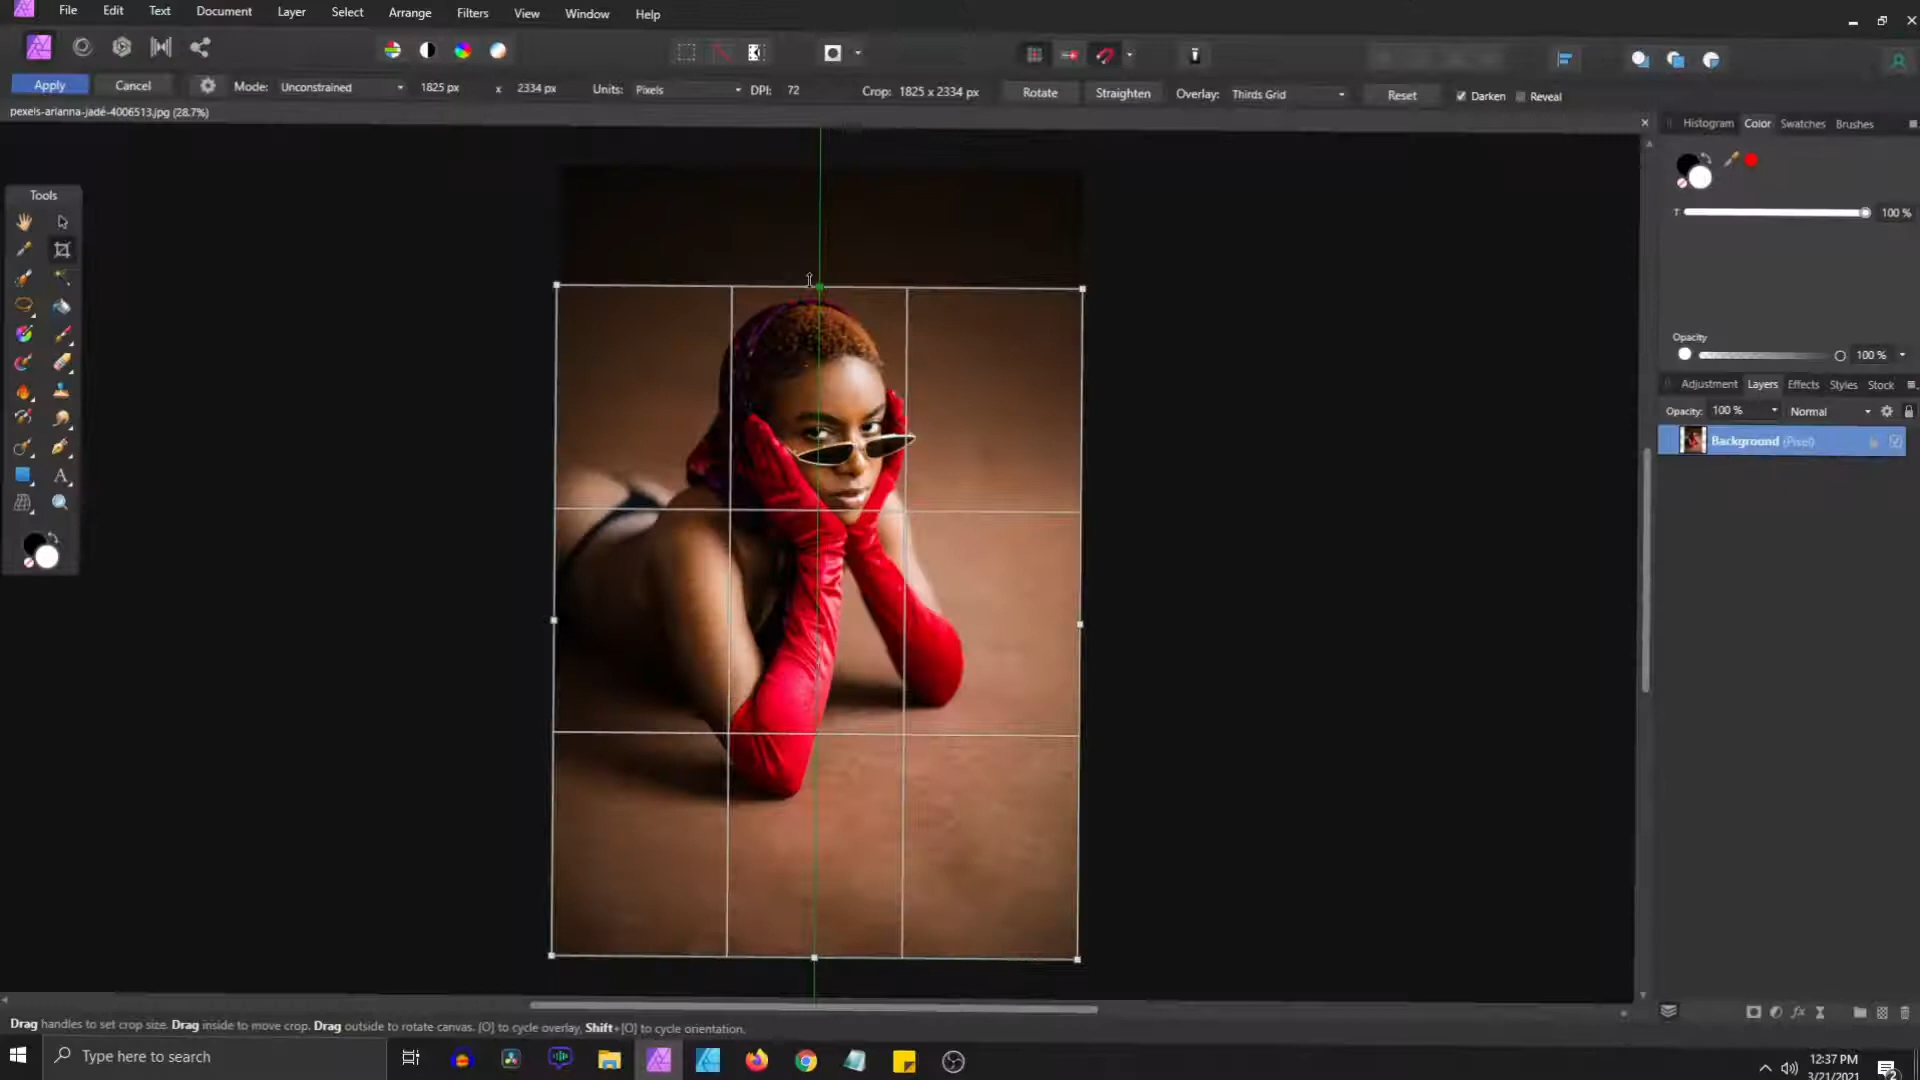 File Edit Text Document Layer Select Arrange Filters View Window Help
Apply Cancel Mode: Unconstrained 1825 px x 2334 px Units: Pixels DPI: 72 Crop: 1825 x 2334 px Rotate Straighten Overlay: Thirds Grid Reset Darken Reveal
pexels-arianna-jadé-4006513.jpg (28.7%)
Histogram Color Swatches Brushes
Tools
100 %
Opacity
100 %
Adjustment Layers Effects Styles Stock
Opacity: 100 % Normal
Background (Pixel)
Drag handles to set crop size. Drag inside to move crop. Drag outside to rotate canvas. [O] to cycle overlay, Shift+[O] to cycle orientation.
Type here to search
12:37 PM
3/21/2021
2